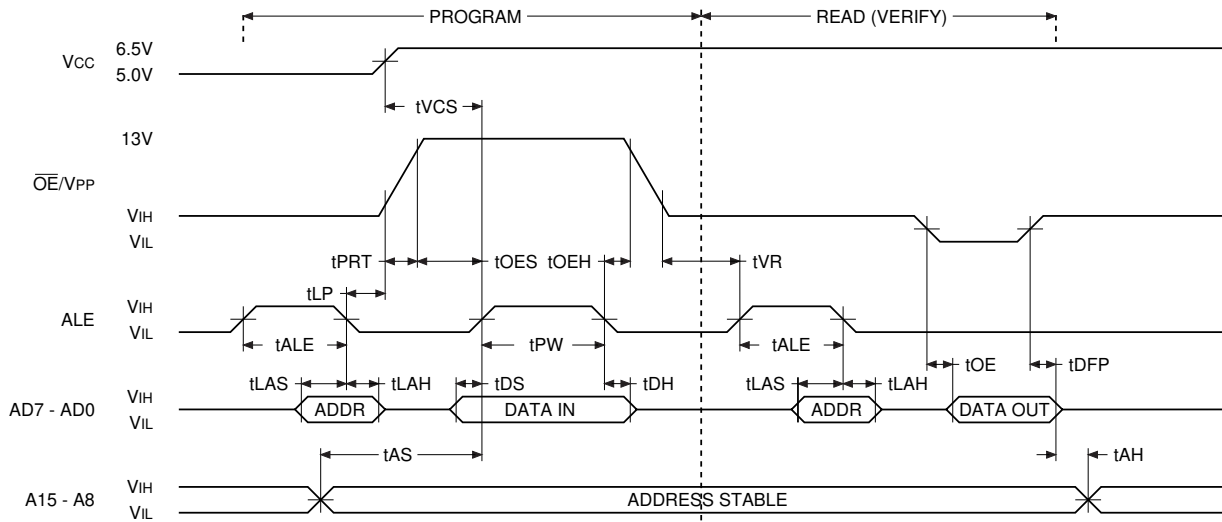 PROGRAM READ (VERIFY)
VCC 6.5V
5.0V
tVCS
13V
OE/VPP
VIH
VIL
tPRT tOES tOEH tVR
tLP
ALE VIH
VIL
tALE tPW tALE
tOE tDFP
tLAS tLAH tDS tDH tLAS tLAH
AD7 - AD0 VIH
VIL
ADDR DATA IN ADDR DATA OUT
tAS tAH
A15 - A8 VIH
VIL
ADDRESS STABLE